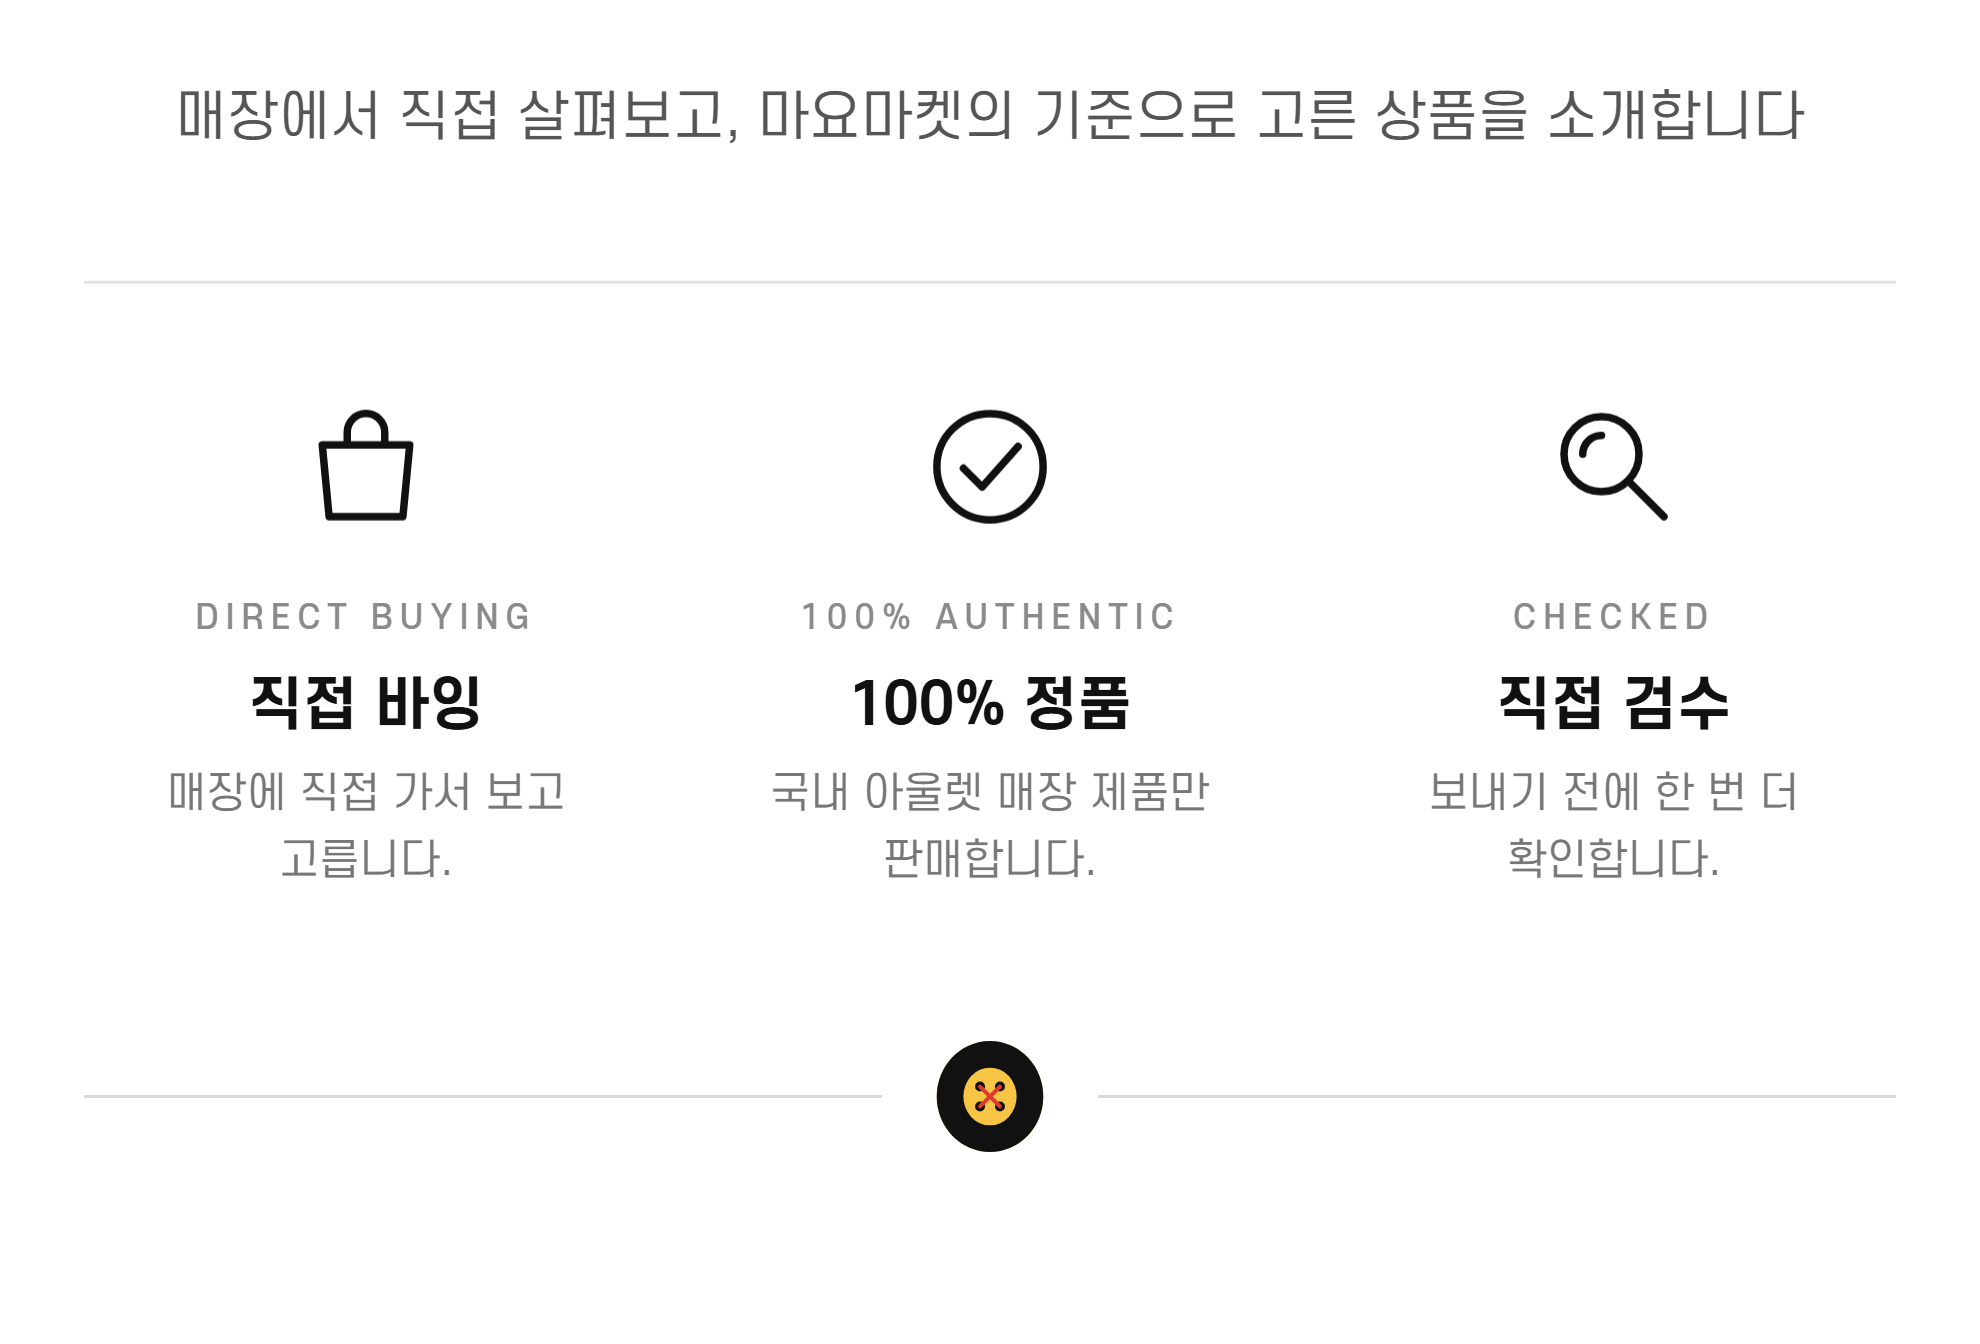 매장에서 직접 살펴보고, 마요마켓의 기준으로 고른 상품을 소개합니다
DIRECT BUYING
직접 바잉
매장에 직접 가서 보고
고릅니다.
100% AUTHENTIC
100% 정품
국내 아울렛 매장 제품만
판매합니다.
CHECKED
직접 검수
보내기 전에 한 번 더
확인합니다.